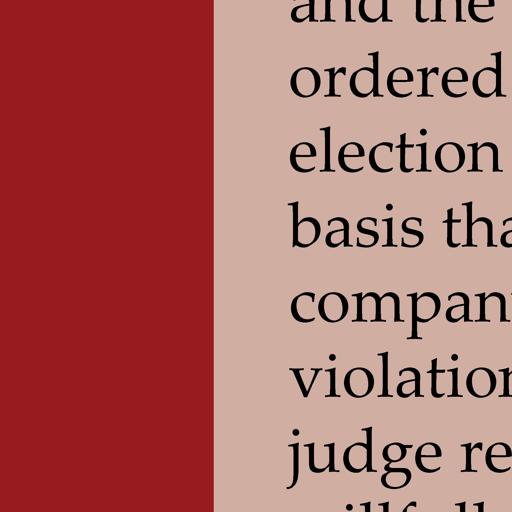 and the
ordered
election
basis tha
compan
violation
judge re